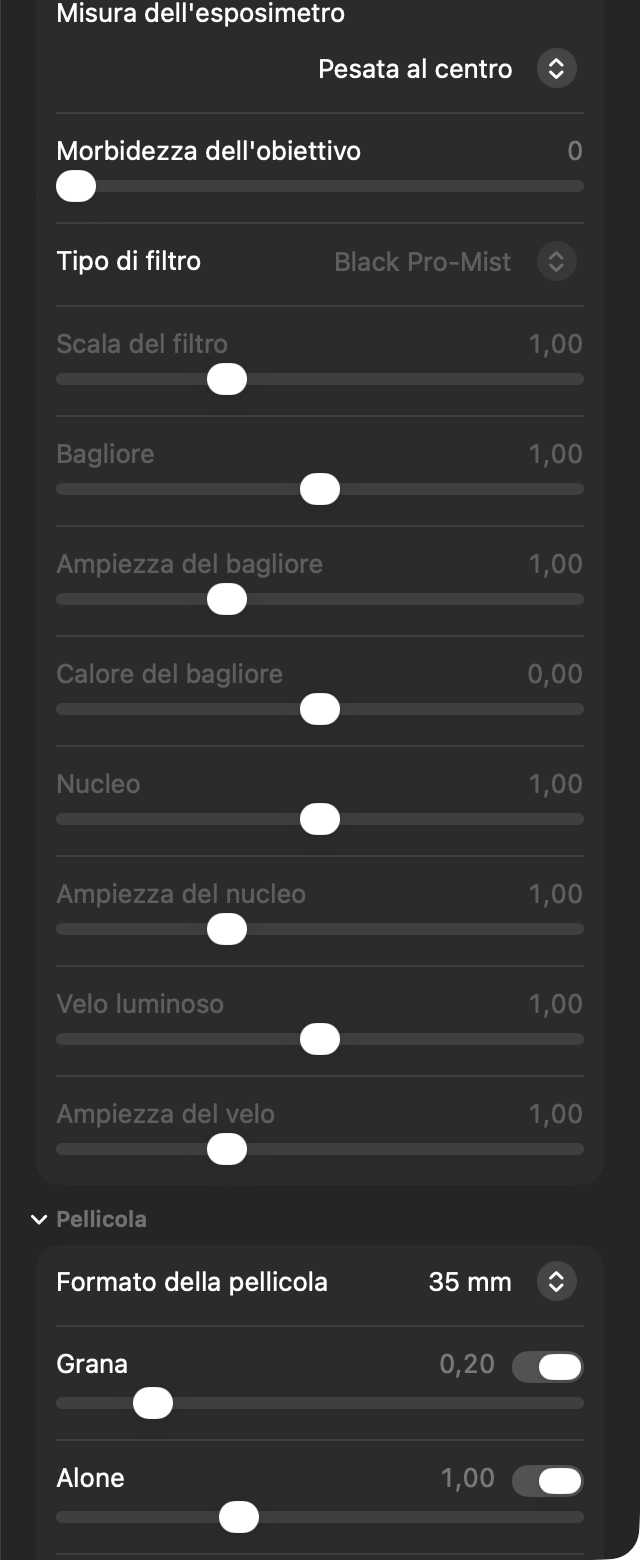 Misura dell'esposimetro
Pesata al centro
Morbidezza dell'obiettivo 0
Tipo di filtro Black Pro-Mist
Scala del filtro 1,00
Bagliore 1,00
Ampiezza del bagliore 1,00
Calore del bagliore 0,00
Nucleo 1,00
Ampiezza del nucleo 1,00
Velo luminoso 1,00
Ampiezza del velo 1,00
Pellicola
Formato della pellicola 35 mm
Grana 0,20
Alone 1,00